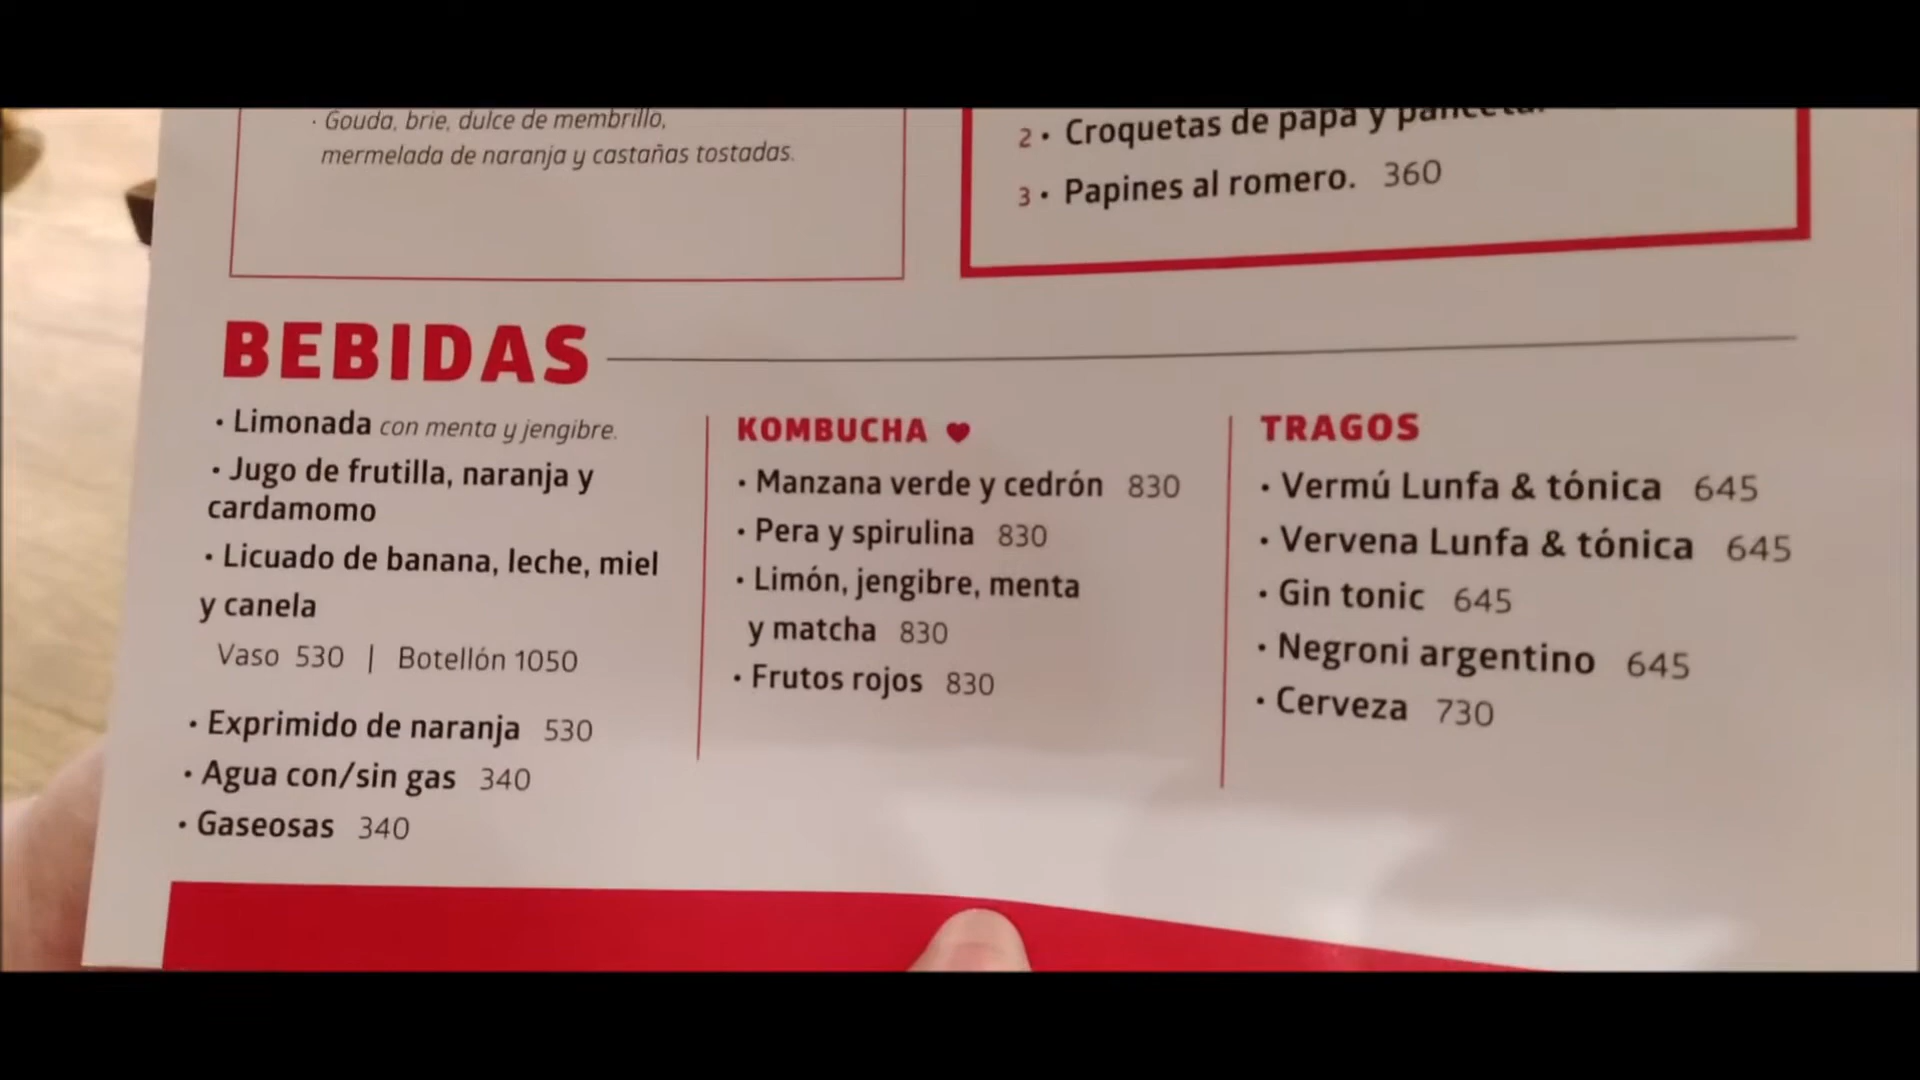 · Gouda, brie, dulce de membrillo,
mermelada de naranja y castañas tostadas.
2 · Croquetas de papa y panceta.
3 · Papines al romero. 360
BEBIDAS
· Limonada con menta y jengibre.
· Jugo de frutilla, naranja y
cardamomo
· Licuado de banana, leche, miel
y canela
Vaso 530 | Botellón 1050
· Exprimido de naranja 530
· Agua con/sin gas 340
· Gaseosas 340
KOMBUCHA ♥
· Manzana verde y cedrón 830
· Pera y spirulina 830
· Limón, jengibre, menta
y matcha 830
· Frutos rojos 830
TRAGOS
· Vermú Lunfa & tónica 645
· Vervena Lunfa & tónica 645
· Gin tonic 645
· Negroni argentino 645
· Cerveza 730